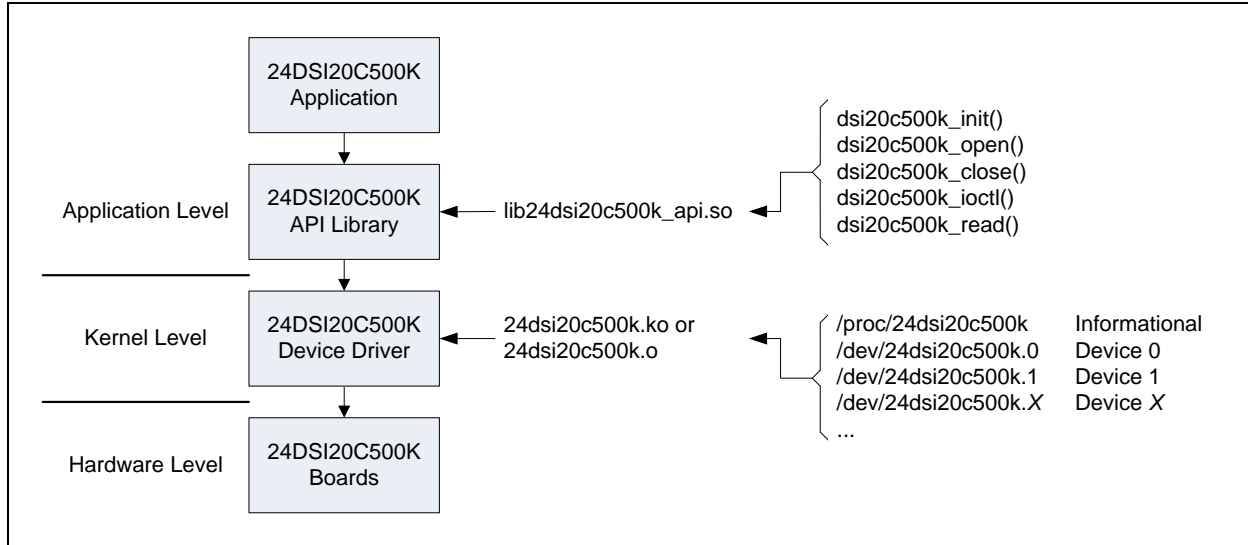 24DSI20C500K
Application
Application Level
24DSI20C500K
API Library
lib24dsi20c500k_api.so
dsi20c500k_init()
dsi20c500k_open()
dsi20c500k_close()
dsi20c500k_ioctl()
dsi20c500k_read()
Kernel Level
24DSI20C500K
Device Driver
24dsi20c500k.ko or
24dsi20c500k.o
/proc/24dsi20c500k Informational
/dev/24dsi20c500k.0 Device 0
/dev/24dsi20c500k.1 Device 1
/dev/24dsi20c500k.X Device X
...
Hardware Level
24DSI20C500K
Boards